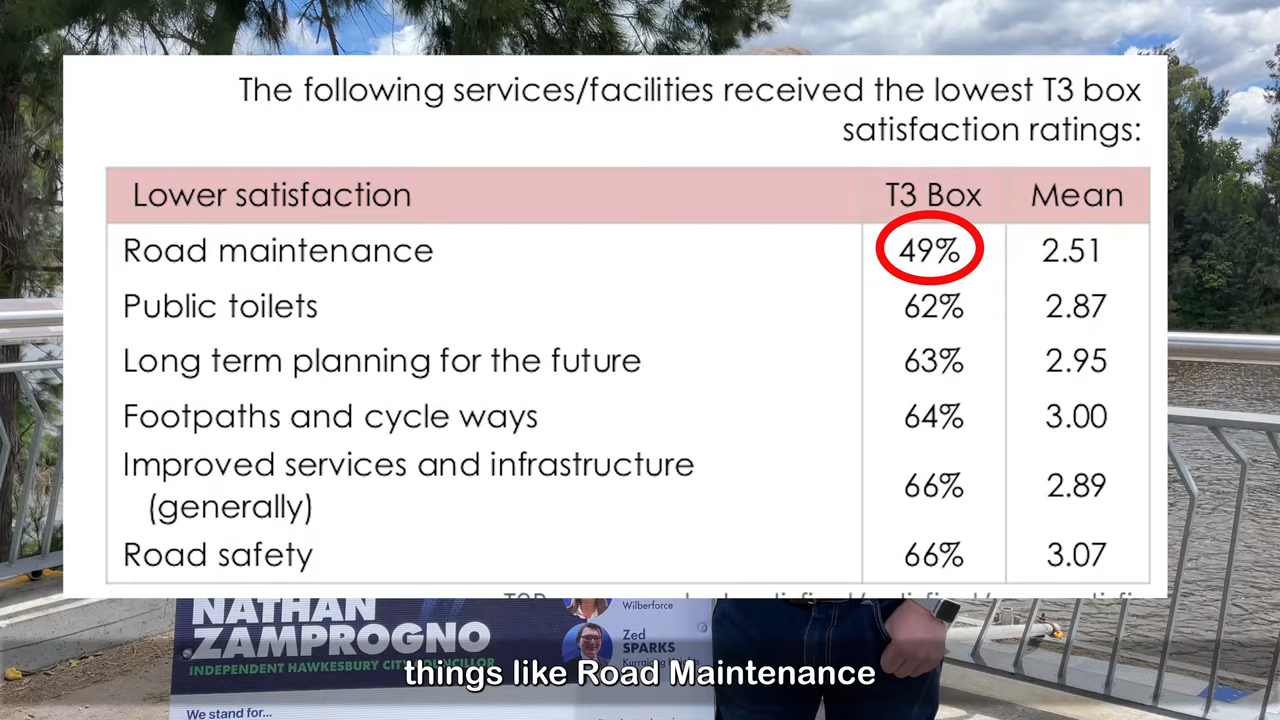 The following services/facilities received the lowest T3 box
satisfaction ratings:
Lower satisfaction T3 Box Mean
Road maintenance 49% 2.51
Public toilets 62% 2.87
Long term planning for the future 63% 2.95
Footpaths and cycle ways 64% 3.00
Improved services and infrastructure
(generally) 66% 2.89
Road safety 66% 3.07
NATHAN
ZAMPROGNO
INDEPENDENT HAWKESBURY CITY COUNCILLOR
We stand for...
Wilberforce
Zed
SPARKS
things like Road Maintenance